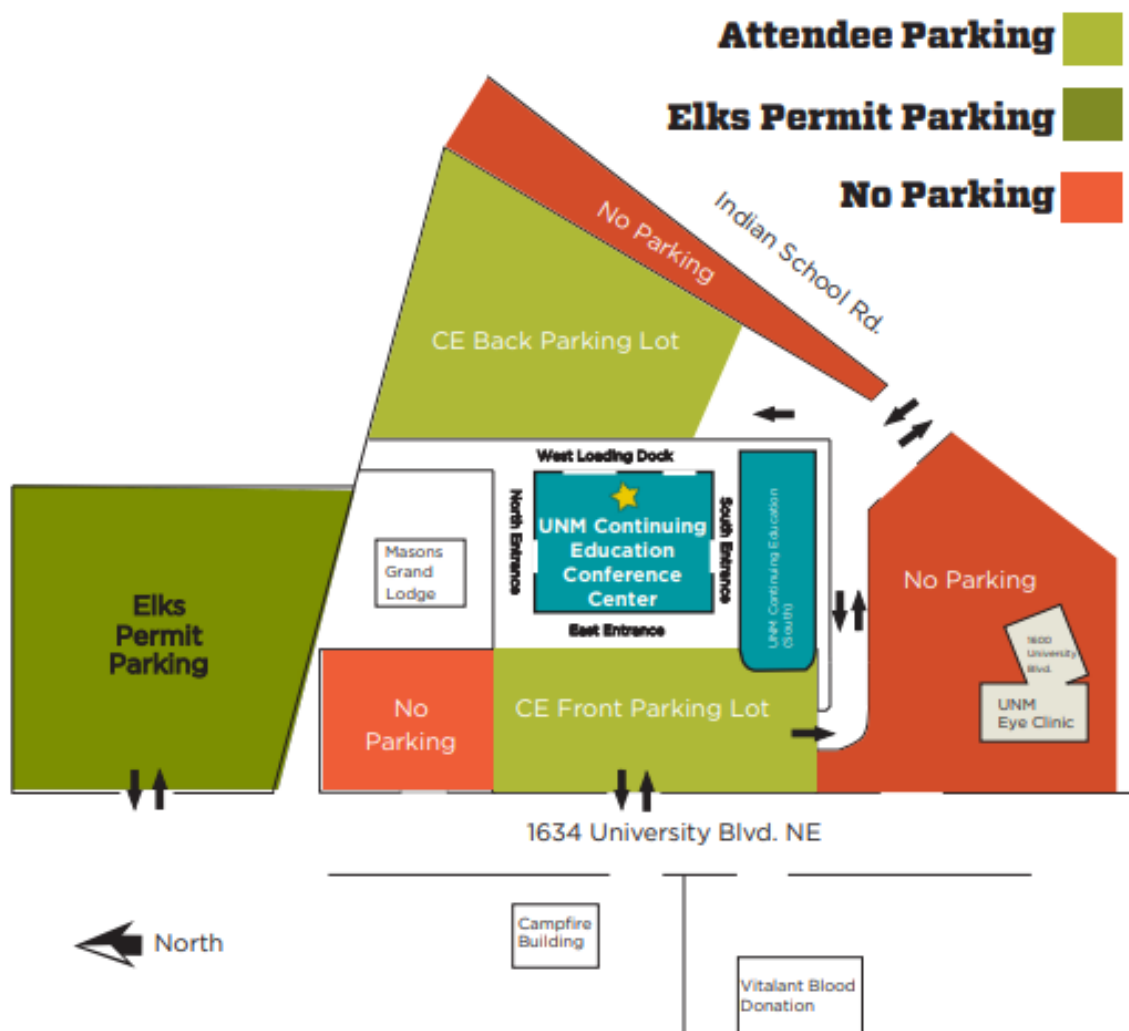 Attendee Parking
Elks Permit Parking
No Parking
No Parking
Indian School Rd.
CE Back Parking Lot
West Loading Dock
North Entrance
UNM Continuing
Education
Conference
Center
South Entrance
East Entrance
UNM Continuing Education
(South)
Masons
Grand
Lodge
Elks
Permit
Parking
No
Parking
CE Front Parking Lot
No Parking
1600
University
Blvd.
UNM
Eye Clinic
1634 University Blvd. NE
North
Campfire
Building
Vitalant Blood
Donation